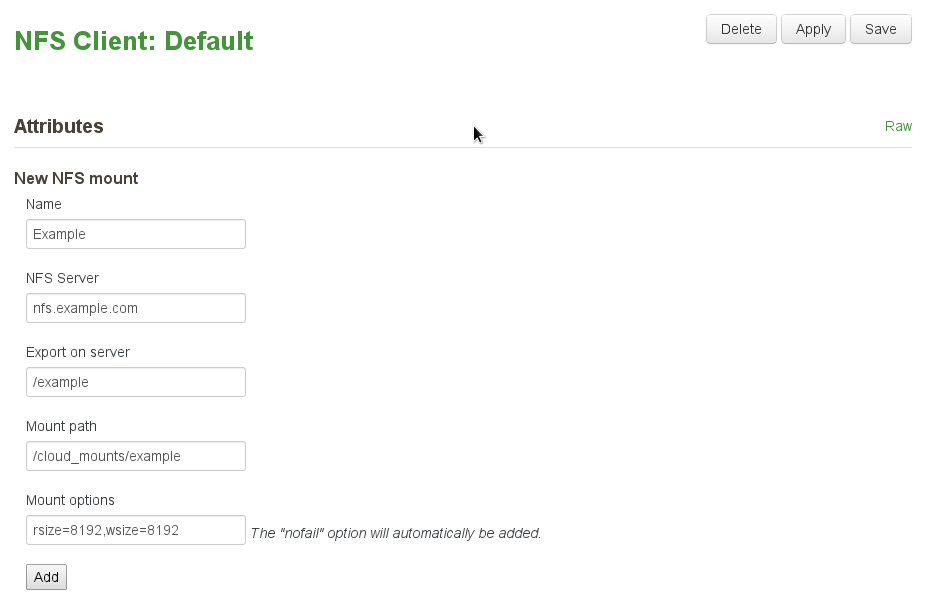 NFS Client: Default
Delete
Apply
Save
Attributes
Raw
New NFS mount
Name
Example
NFS Server
nfs.example.com
Export on server
/example
Mount path
/cloud_mounts/example
Mount options
rsize=8192,wsize=8192 The "nofail" option will automatically be added.
Add